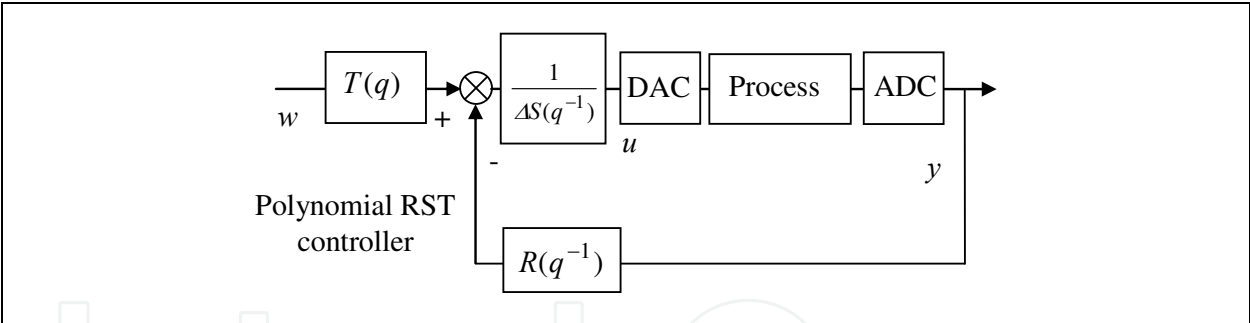 T(q)
1
ΔS(q⁻¹)
DAC
Process
ADC
w
+
u
-
y
Polynomial RST
controller
R(q⁻¹)